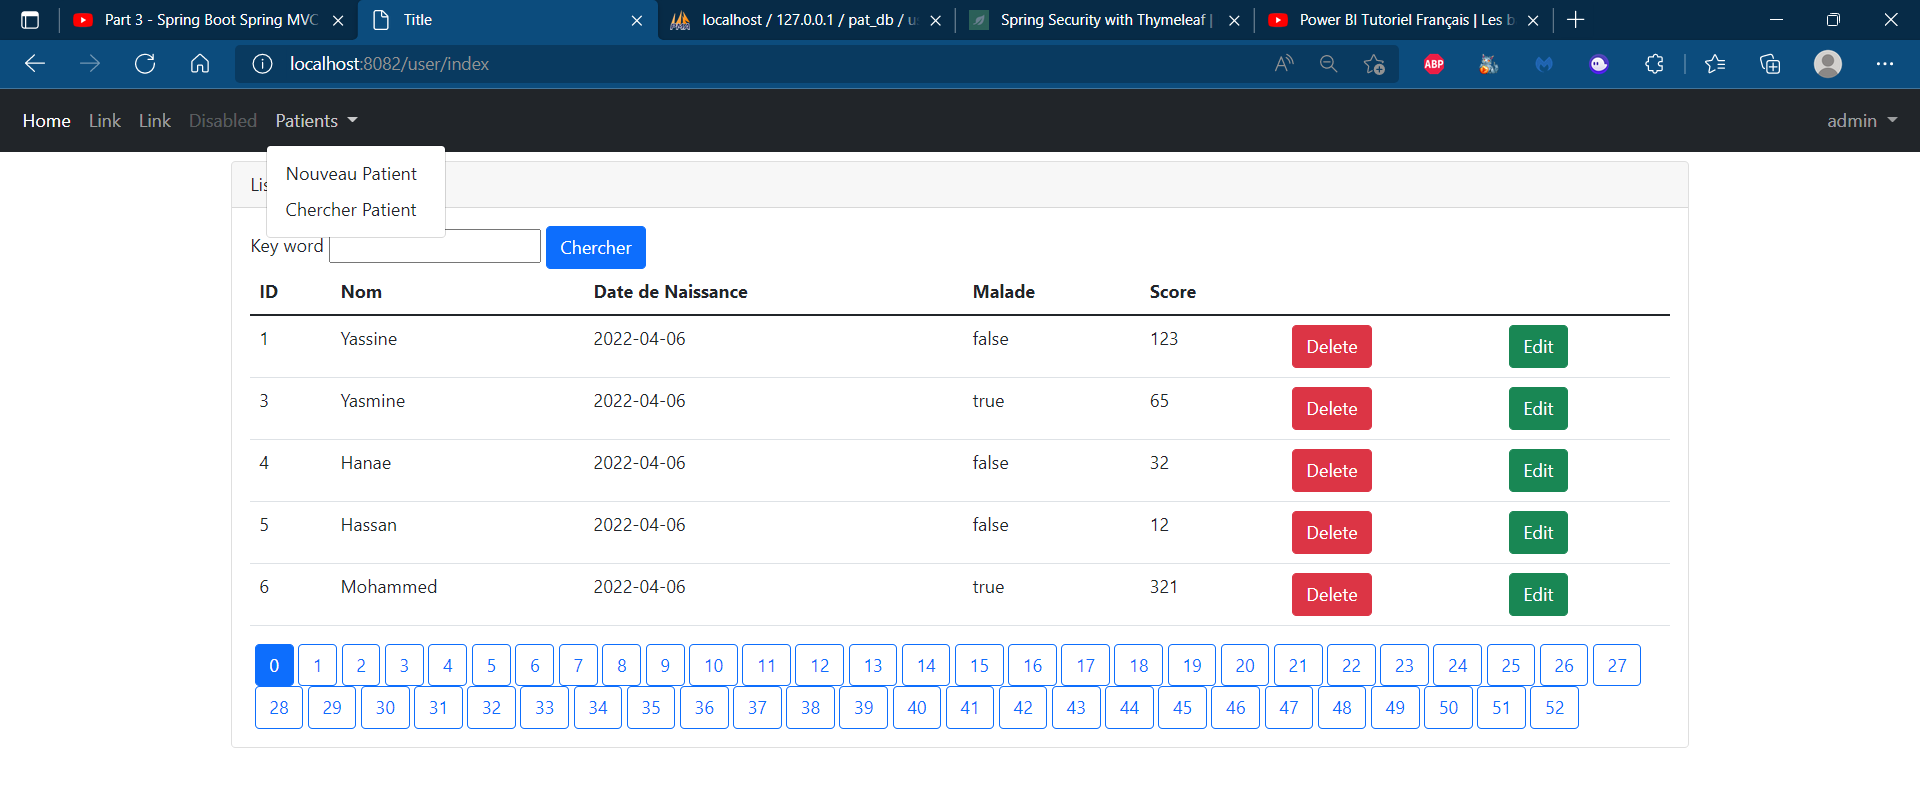 Part 3 - Spring Boot Spring MVC
Title
localhost / 127.0.0.1 / pat_db / u
Spring Security with Thymeleaf |
Power BI Tutoriel Français | Les b
localhost:8082/user/index
ABP
Home Link Link Disabled Patients admin
Nouveau Patient
Lis
Chercher Patient
Key word Chercher
ID Nom Date de Naissance Malade Score
1 Yassine 2022-04-06 false 123 Delete Edit
3 Yasmine 2022-04-06 true 65 Delete Edit
4 Hanae 2022-04-06 false 32 Delete Edit
5 Hassan 2022-04-06 false 12 Delete Edit
6 Mohammed 2022-04-06 true 321 Delete Edit
0 1 2 3 4 5 6 7 8 9 10 11 12 13 14 15 16 17 18 19 20 21 22 23 24 25 26 27
28 29 30 31 32 33 34 35 36 37 38 39 40 41 42 43 44 45 46 47 48 49 50 51 52